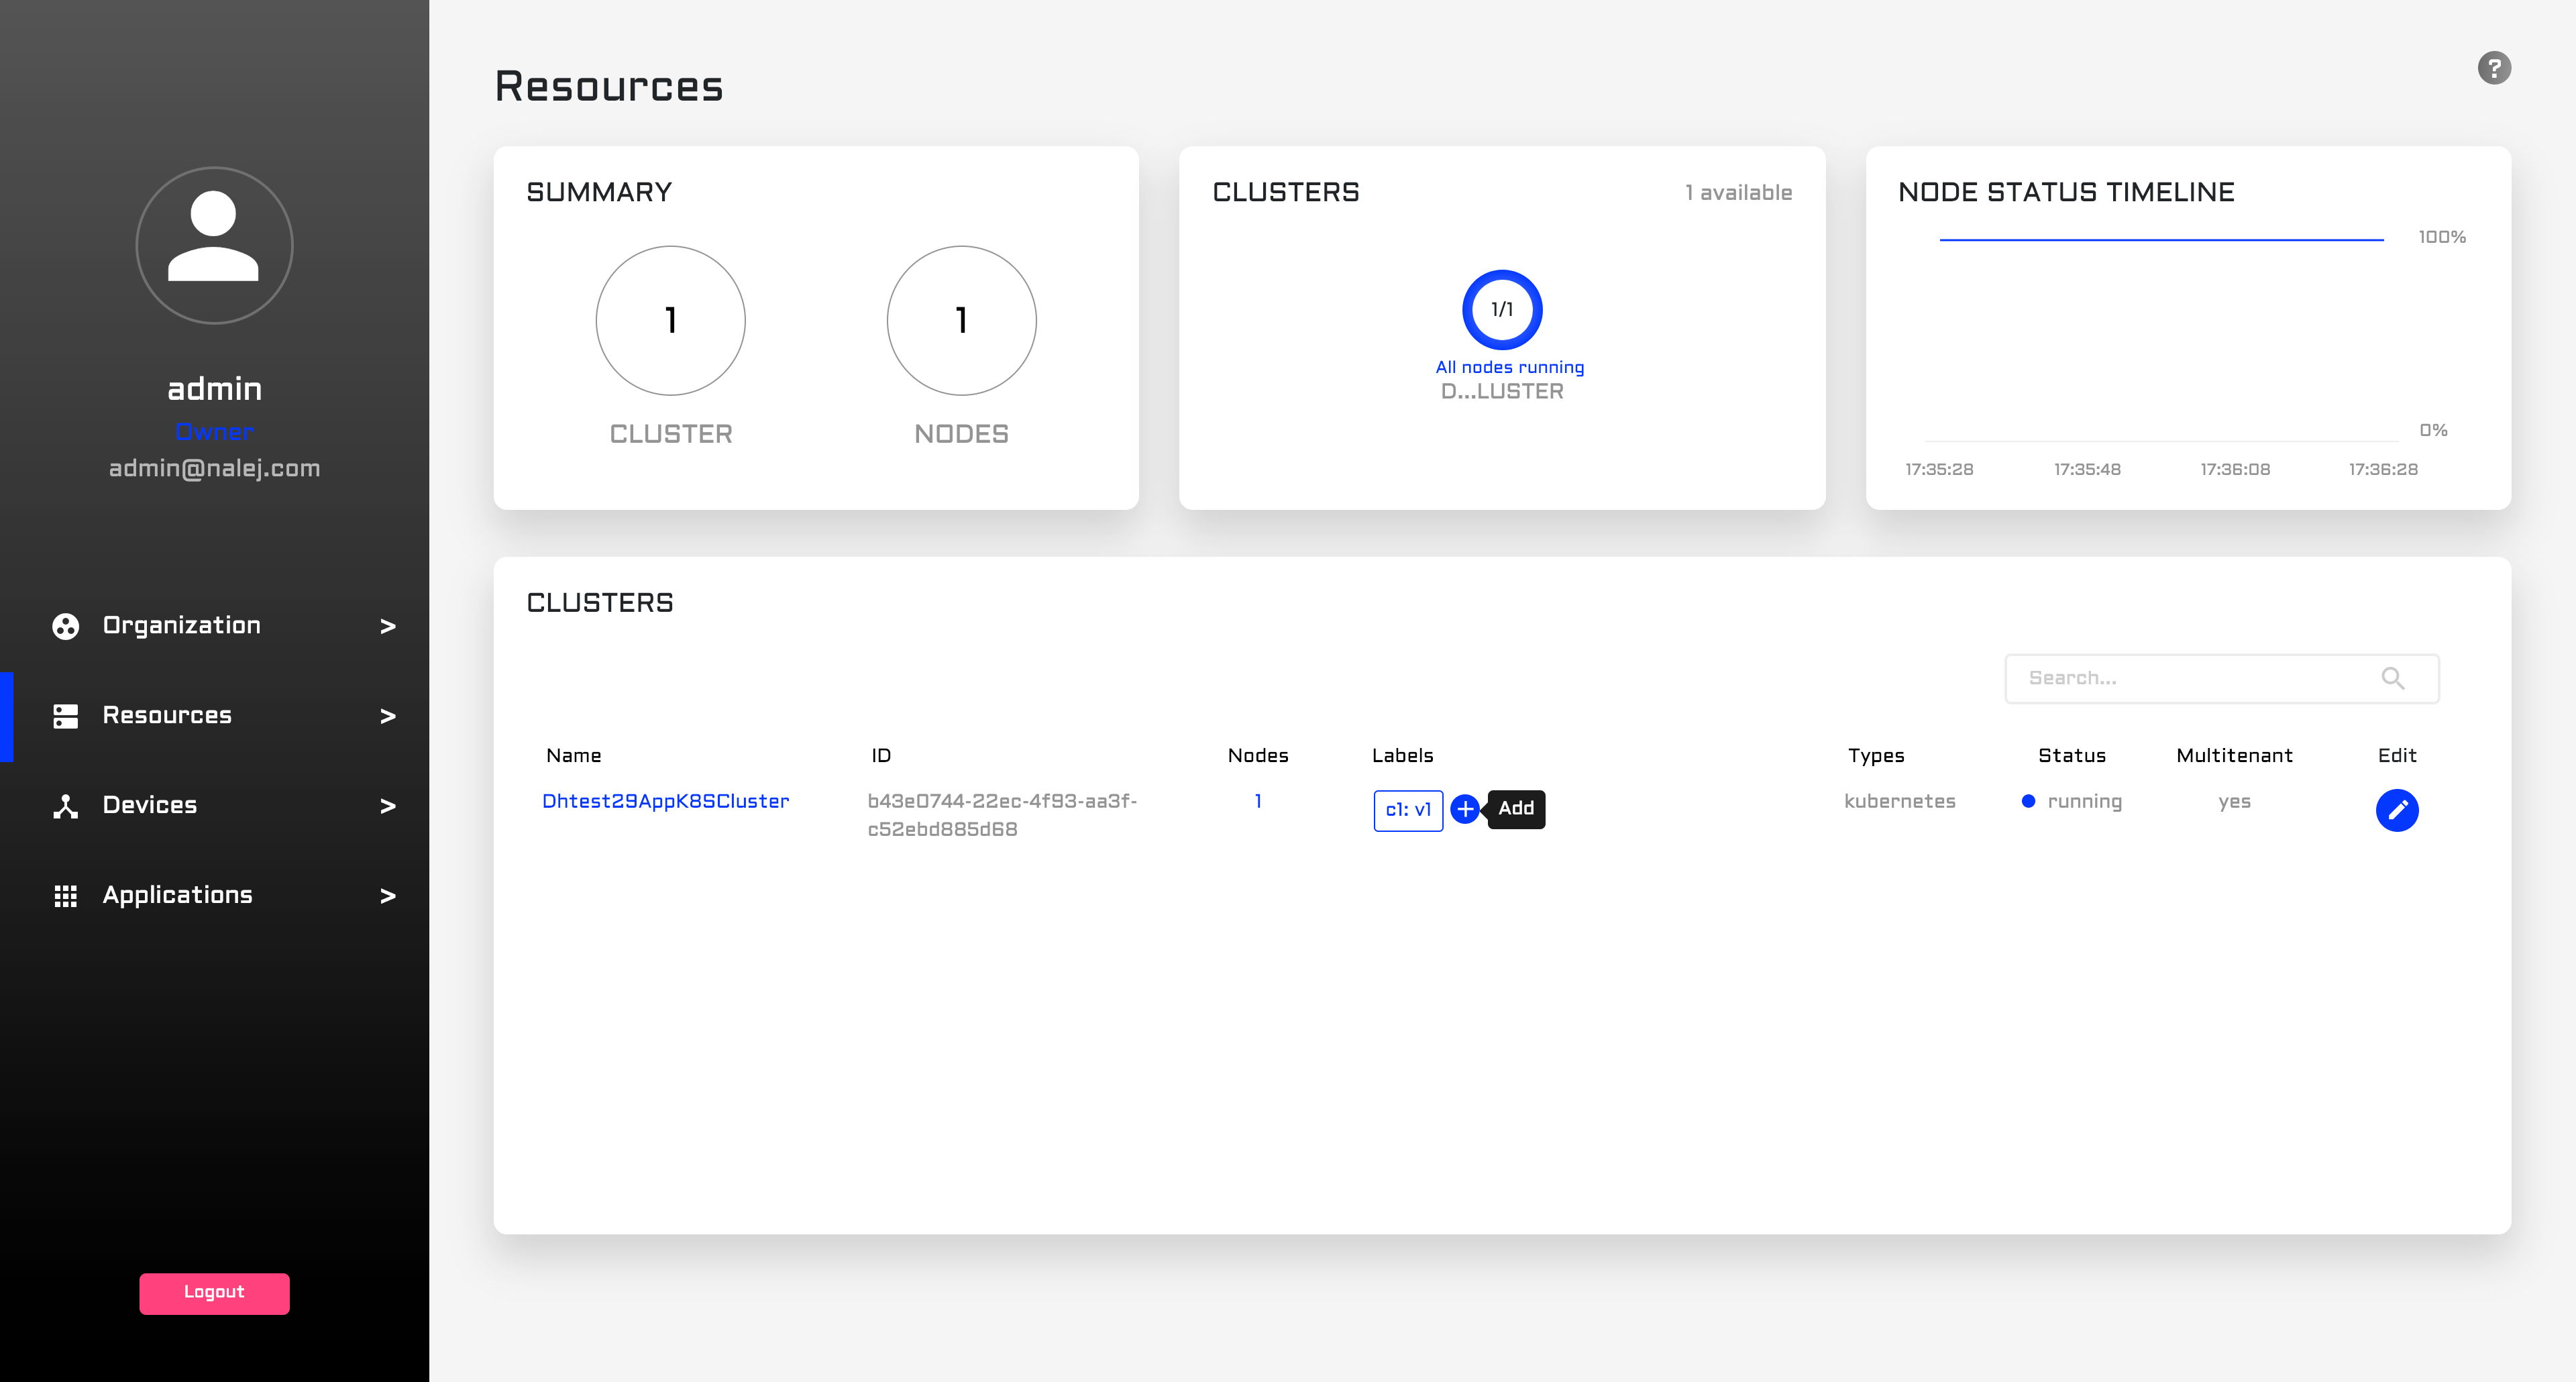 admin
Owner
admin@nalej.com
Organization >
Resources >
Devices >
Applications >
Logout
Resources
?
SUMMARY
1
CLUSTER
1
NODES
CLUSTERS
1 available
1/1
All nodes running
D...LUSTER
NODE STATUS TIMELINE
100%
0%
17:35:28 17:35:48 17:36:08 17:36:28
CLUSTERS
Search...
Name ID Nodes Labels Types Status Multitenant Edit
Dhtest29AppK8SCluster b43e0744-22ec-4f93-aa3f- 1 c1: v1 Add kubernetes running yes
c52ebd885d68